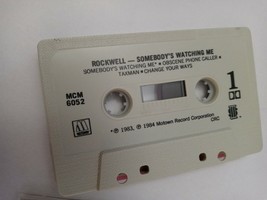 ROCKWELL — SOMEBODY'S WATCHING ME
SOMEBODY'S WATCHING ME* • OBSCENE PHONE CALLER •
TAXMAN • CHANGE YOUR WAYS
MCM
6052
1
*℗ 1983, ℗ 1984 Motown Record Corporation
CRC